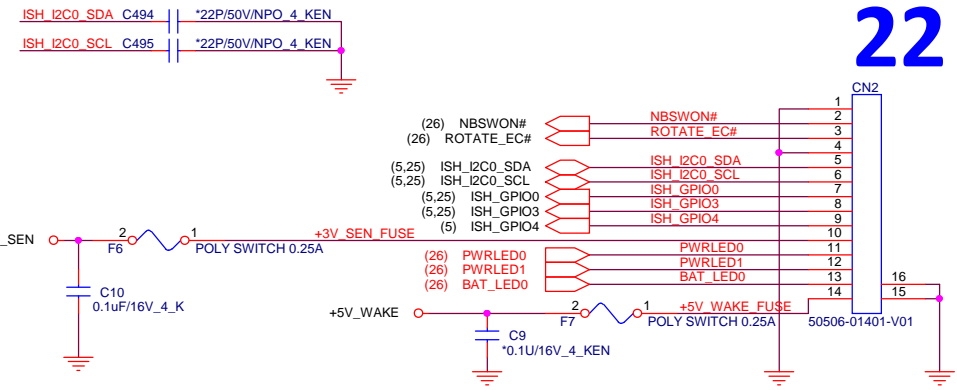 22
ISH_I2C0_SDA C494 *22P/50V/NPO_4_KEN
ISH_I2C0_SCL C495 *22P/50V/NPO_4_KEN
CN2
1
(26) NBSWON# NBSWON# 2
(26) ROTATE_EC# ROTATE_EC# 3
4
(5,25) ISH_I2C0_SDA ISH_I2C0_SDA 5
(5,25) ISH_I2C0_SCL ISH_I2C0_SCL 6
(5,25) ISH_GPIO0 ISH_GPIO0 7
(5,25) ISH_GPIO3 ISH_GPIO3 8
(5) ISH_GPIO4 ISH_GPIO4 9
_SEN 2 F6 1 POLY SWITCH 0.25A +3V_SEN_FUSE 10
(26) PWRLED0 PWRLED0 11
(26) PWRLED1 PWRLED1 12
(26) BAT_LED0 BAT_LED0 13 16
14 15
C10
0.1uF/16V_4_K
+5V_WAKE 2 F7 1 POLY SWITCH 0.25A +5V_WAKE_FUSE
50506-01401-V01
C9
*0.1U/16V_4_KEN